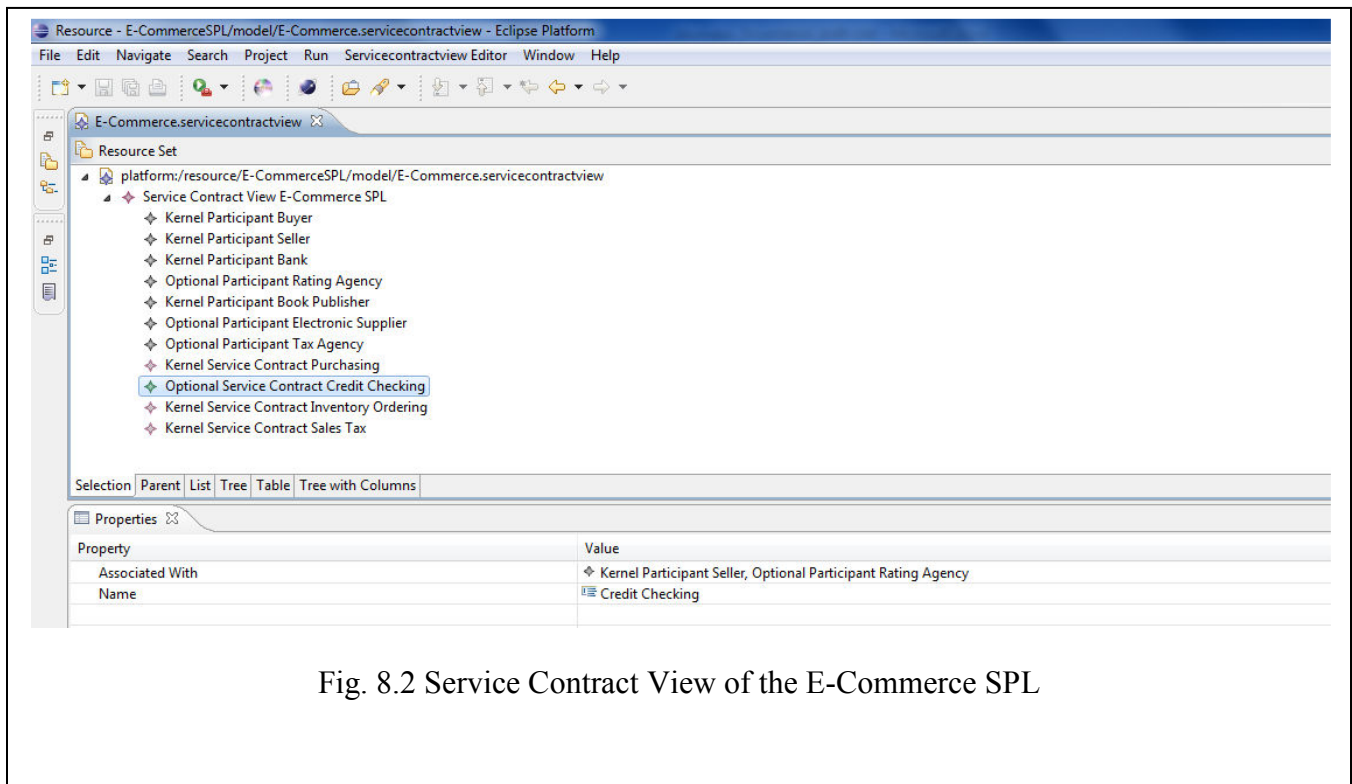 Resource - E-CommerceSPL/model/E-Commerce.servicecontractview - Eclipse Platform
File Edit Navigate Search Project Run Servicecontractview Editor Window Help
E-Commerce.servicecontractview
Resource Set
platform:/resource/E-CommerceSPL/model/E-Commerce.servicecontractview
Service Contract View E-Commerce SPL
Kernel Participant Buyer
Kernel Participant Seller
Kernel Participant Bank
Optional Participant Rating Agency
Kernel Participant Book Publisher
Optional Participant Electronic Supplier
Optional Participant Tax Agency
Kernel Service Contract Purchasing
Optional Service Contract Credit Checking
Kernel Service Contract Inventory Ordering
Kernel Service Contract Sales Tax
Selection Parent List Tree Table Tree with Columns
Properties
Property Value
Associated With Kernel Participant Seller, Optional Participant Rating Agency
Name Credit Checking
Fig. 8.2 Service Contract View of the E-Commerce SPL